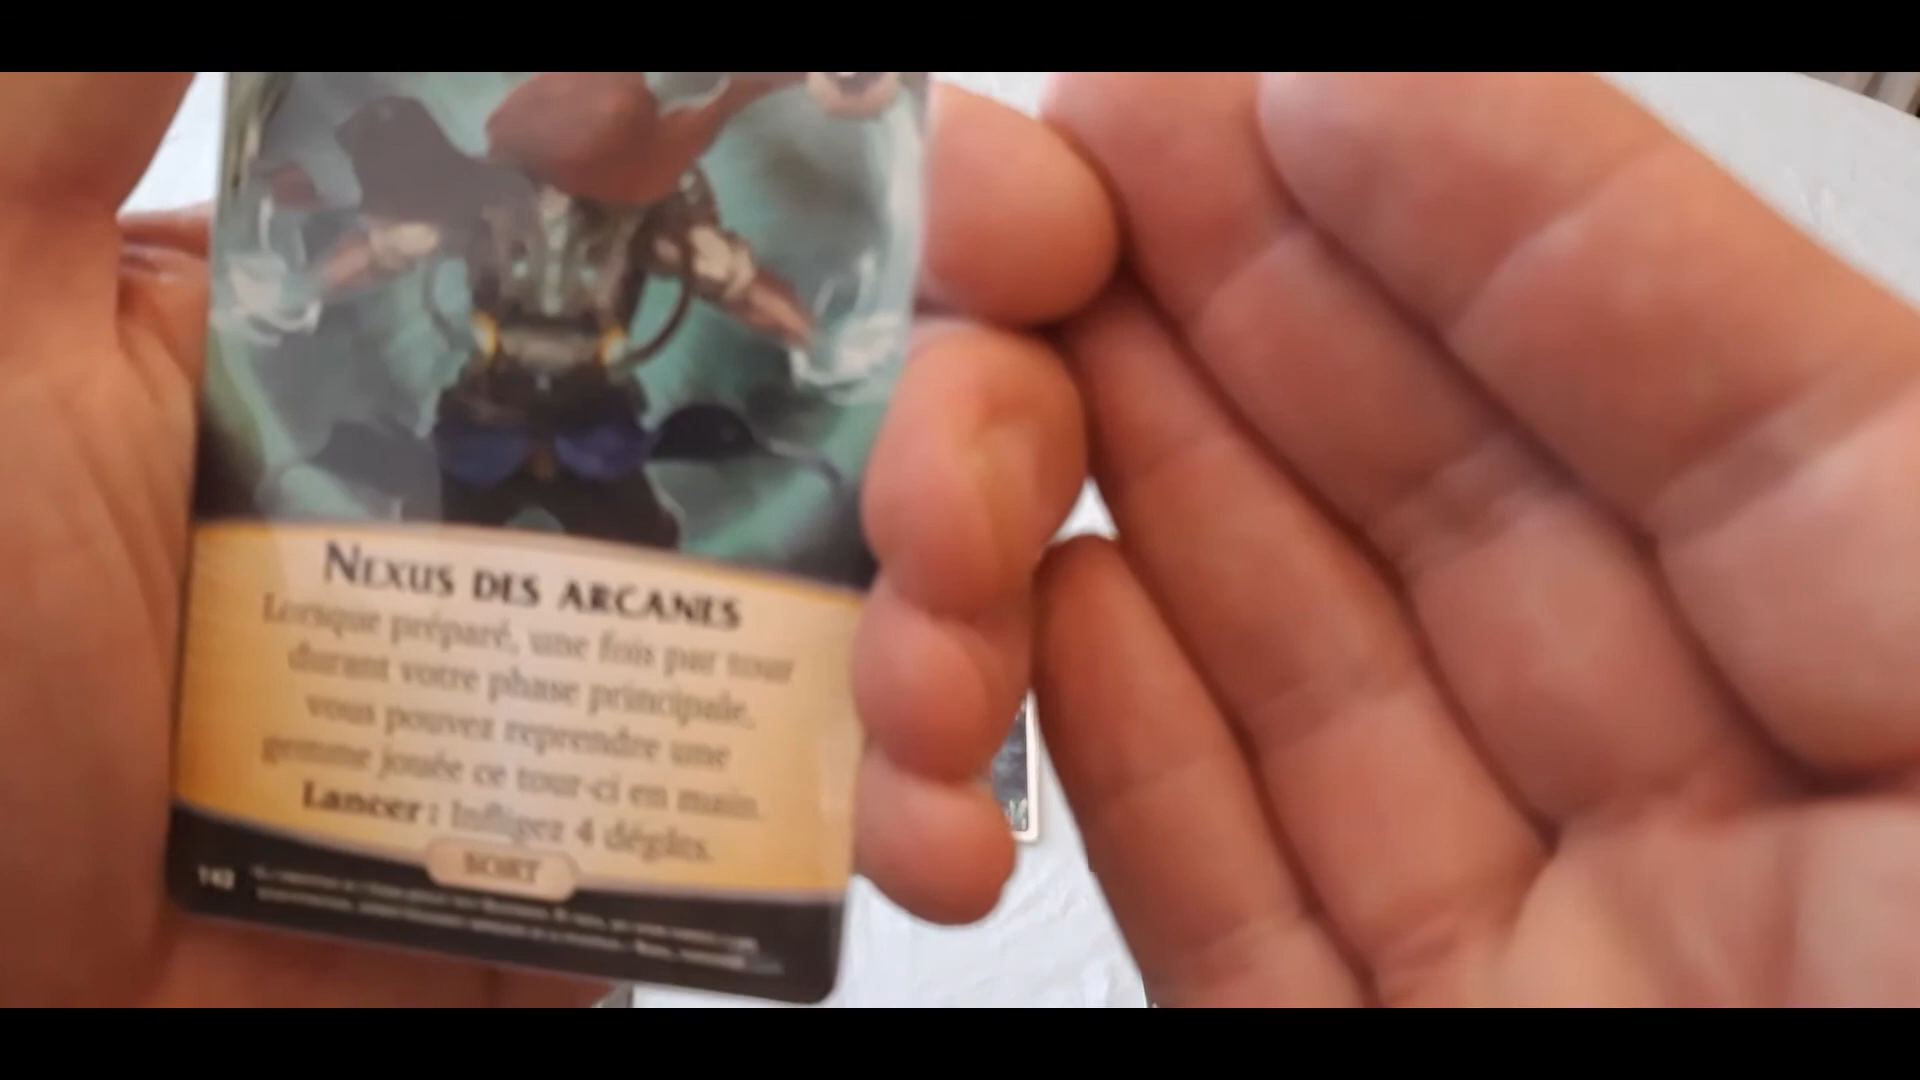 NEXUS DES ARCANES
Lorsque préparé, une fois par tour
durant votre phase principale,
vous pouvez reprendre une
gemme jouée ce tour-ci en main.
Lancer : Infligez 4 dégâts.
SORT
142